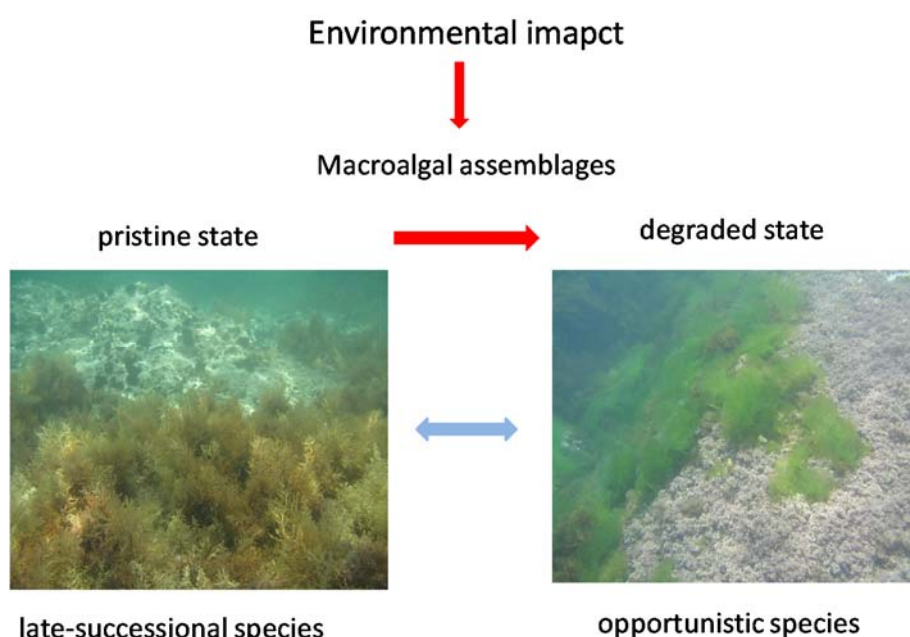 Environmental imapct
Macroalgal assemblages
pristine state
degraded state
late-successional species
opportunistic species